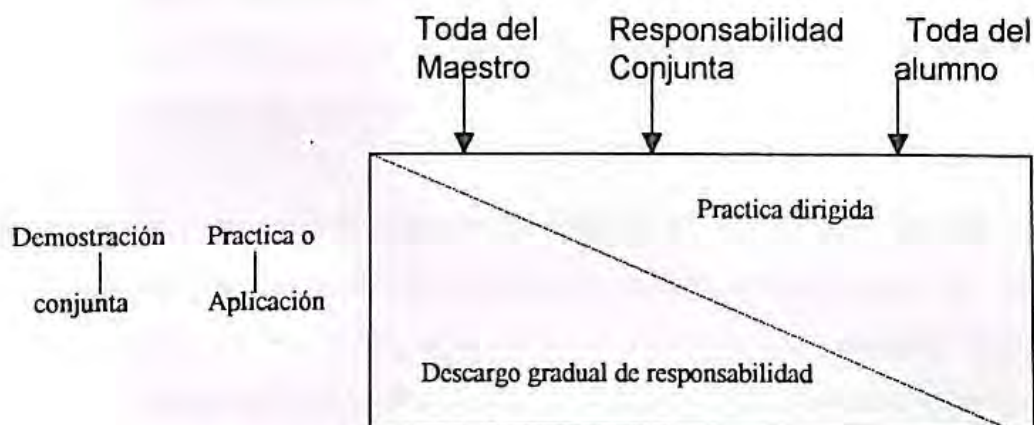 Toda del Responsabilidad Toda del
Maestro Conjunta alumno
Practica dirigida
Demostración Practica o
conjunta Aplicación
Descargo gradual de responsabilidad